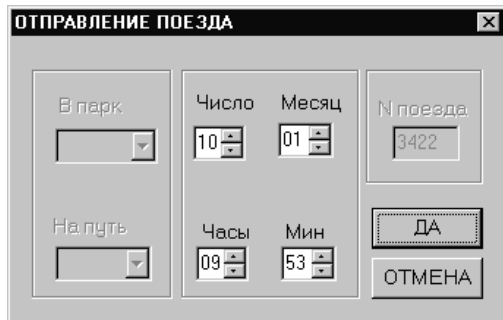 ОТПРАВЛЕНИЕ ПОЕЗДА
В парк
Число Месяц
N поезда
10 01
3422
На путь
Часы Мин
09 53
ДА
ОТМЕНА